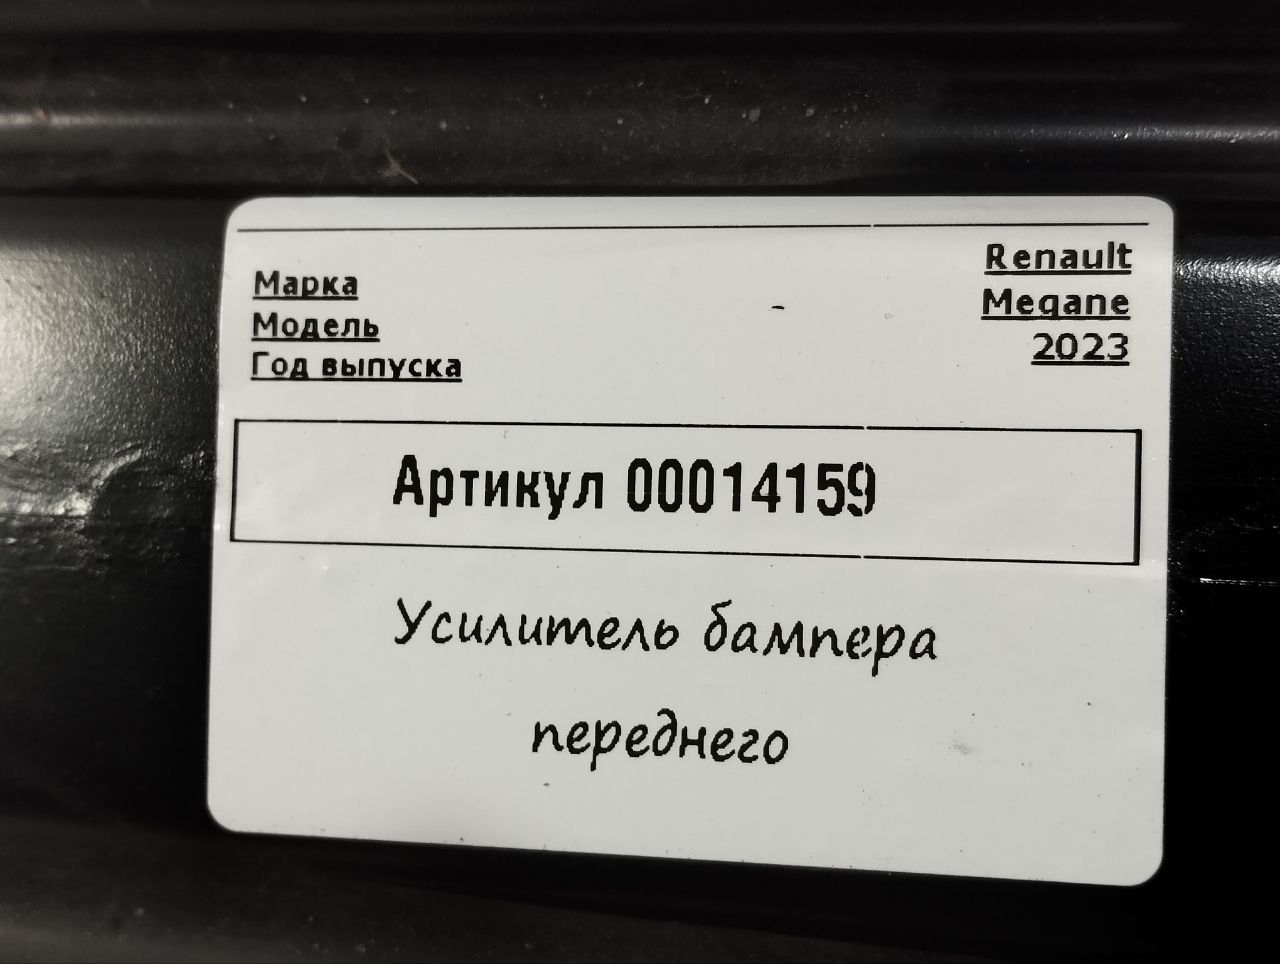 Марка Renault
Модель Megane
Год выпуска 2023
Артикул 00014159
Усилитель бампера
переднего